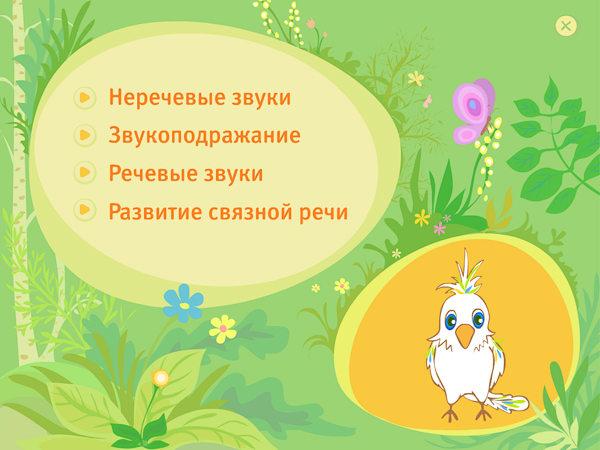 Неречевые звуки
Звукоподражание
Речевые звуки
Развитие связной речи